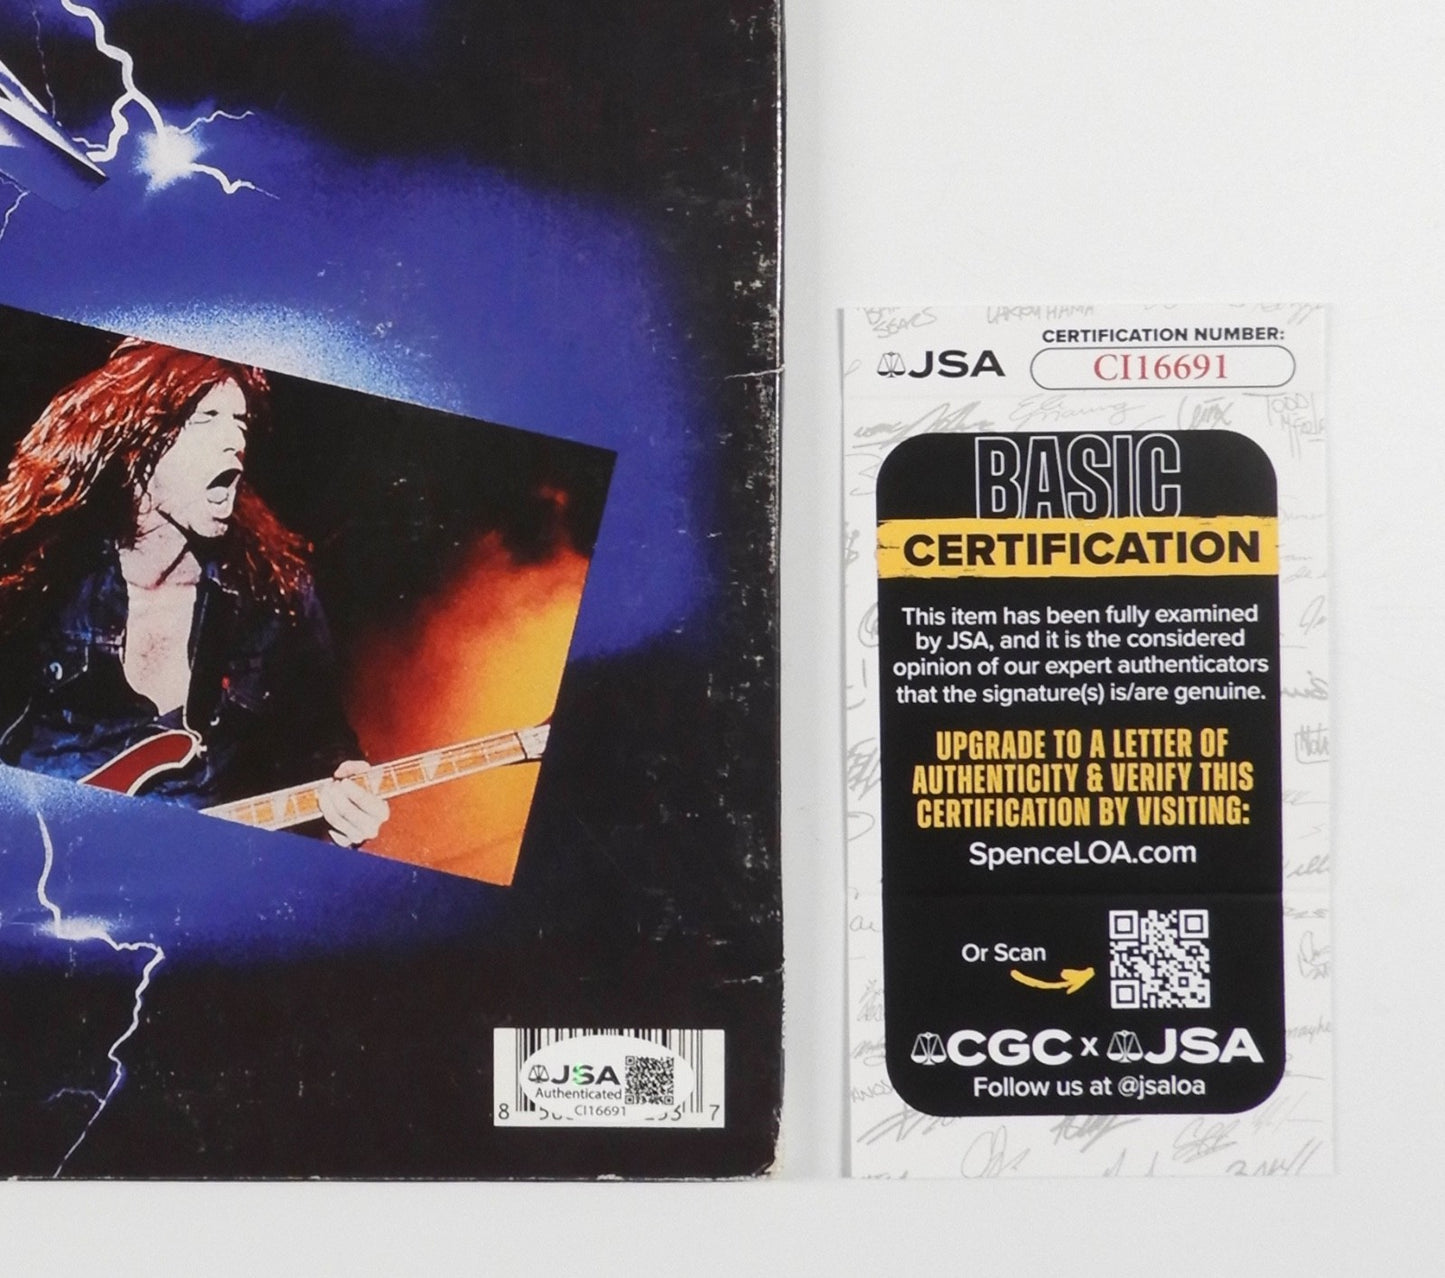 CERTIFICATION NUMBER:
JSA
CI16691
BASIC
CERTIFICATION
This item has been fully examined
by JSA, and it is the considered
opinion of our expert authenticators
that the signature(s) is/are genuine.
UPGRADE TO A LETTER OF
AUTHENTICITY & VERIFY THIS
CERTIFICATION BY VISITING:
SpenceLOA.com
Or Scan
CGC x JSA
Follow us at @jsaloa
JSA
Authenticated
CI16691
8 7